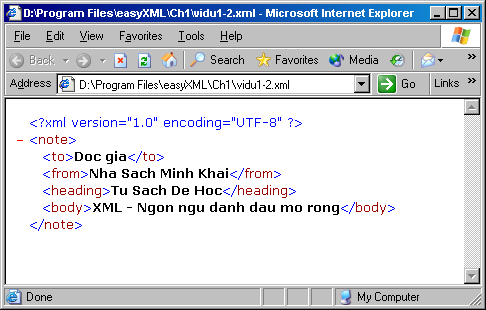 D:\Program Files\easyXML\Ch1\vidu1-2.xml - Microsoft Internet Explorer
File Edit View Favorites Tools Help
Back Search Favorites Media
Address D:\Program Files\easyXML\Ch1\vidu1-2.xml Go Links »
<?xml version="1.0" encoding="UTF-8" ?>
- <note>
<to>Doc gia</to>
<from>Nha Sach Minh Khai</from>
<heading>Tu Sach De Hoc</heading>
<body>XML - Ngon ngu danh dau mo rong</body>
</note>
Done My Computer